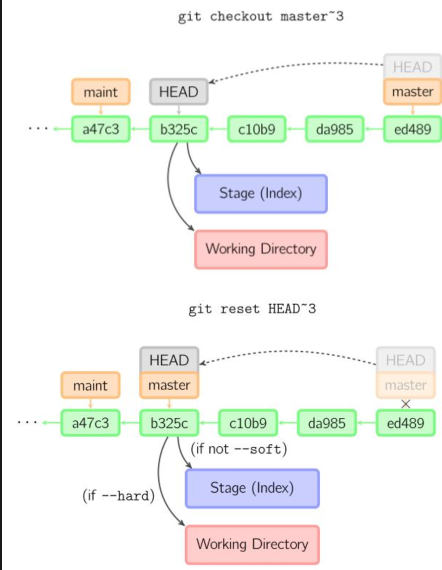 git checkout master~3
HEAD
maint HEAD master
... a47c3 b325c c10b9 da985 ed489
Stage (Index)
Working Directory
git reset HEAD~3
HEAD HEAD
maint master master
... a47c3 b325c c10b9 da985 ed489
(if not --soft)
Stage (Index)
(if --hard)
Working Directory